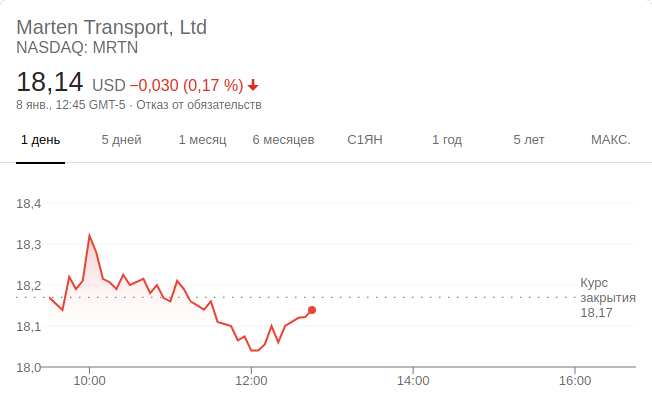 Marten Transport, Ltd
NASDAQ: MRTN
18,14 USD −0,030 (0,17 %)
8 янв., 12:45 GMT-5 · Отказ от обязательств
1 день 5 дней 1 месяц 6 месяцев С1ЯН 1 год 5 лет МАКС.
18,4
18,3
18,2
Курс
закрытия
18,17
18,1
18,0
10:00 12:00 14:00 16:00